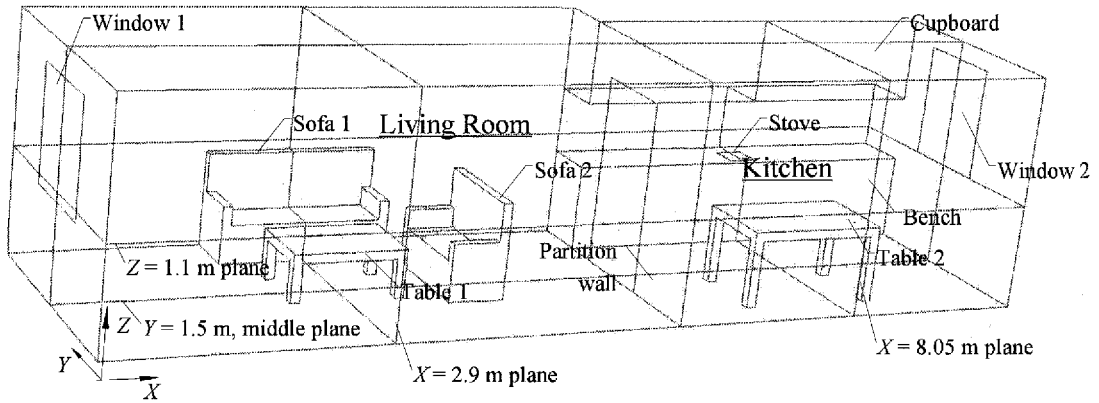 Window 1
Cupboard
Sofa 1
Living Room
Stove
Sofa 2
Kitchen
Window 2
Bench
Partition
wall
Table 2
Z = 1.1 m plane
Table 1
Z
Y = 1.5 m, middle plane
X = 8.05 m plane
Y
X
X = 2.9 m plane